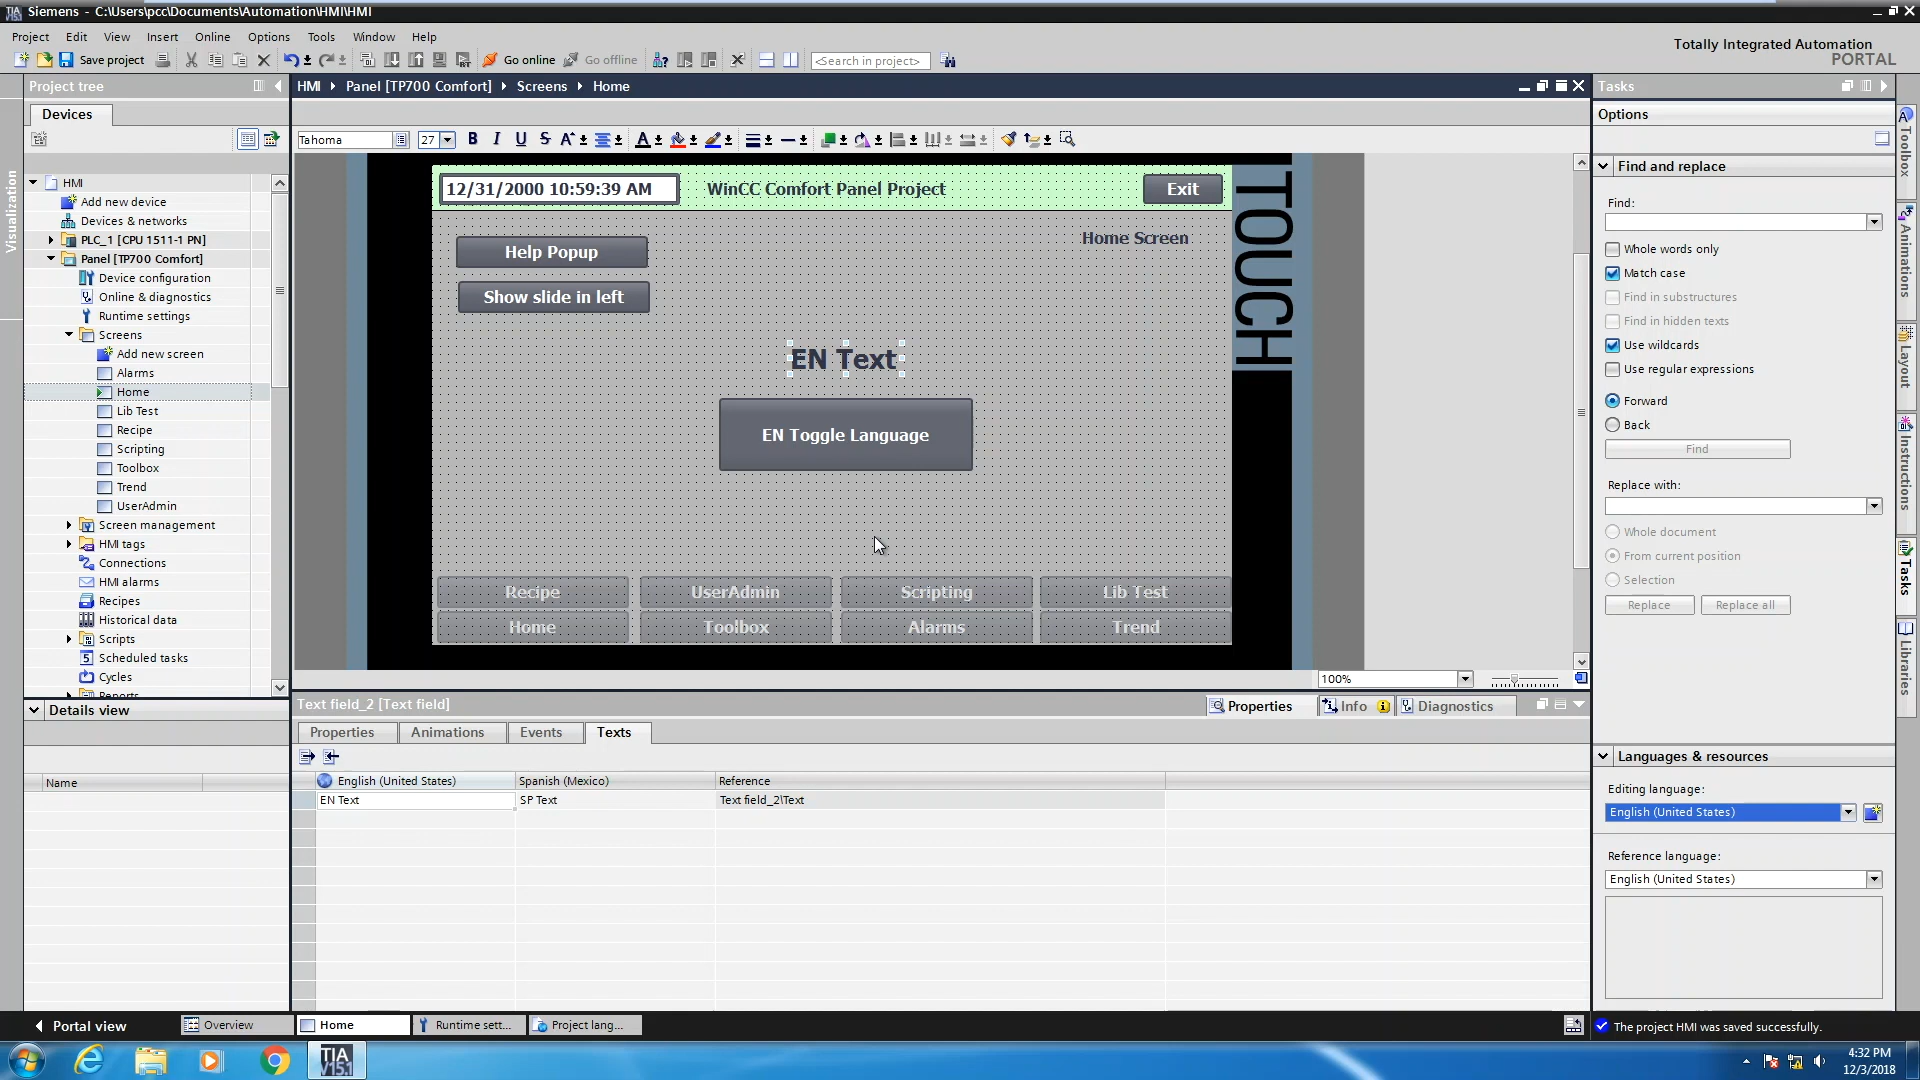 Siemens - C:\Users\pcc\Documents\Automation\HMI\HMI
Project Edit View Insert Online Options Tools Window Help
Totally Integrated Automation
PORTAL
Save project
Go online
Go offline
<Search in project>
Project tree
HMI Panel [TP700 Comfort] Screens Home
Tasks
Devices
Options
Tahoma
27
B I U S
Visualization
HMI
Add new device
Devices & networks
PLC_1 [CPU 1511-1 PN]
Panel [TP700 Comfort]
Device configuration
Online & diagnostics
Runtime settings
Screens
Add new screen
Alarms
Home
Lib Test
Recipe
Scripting
Toolbox
Trend
UserAdmin
Screen management
HMI tags
Connections
HMI alarms
Recipes
Historical data
Scripts
Scheduled tasks
Cycles
Reports
12/31/2000 10:59:39 AM
WinCC Comfort Panel Project
Exit
Help Popup
Home Screen
Show slide in left
EN Text
EN Toggle Language
Recipe UserAdmin Scripting Lib Test
Home Toolbox Alarms Trend
TOUCH
100%
Find and replace
Find:
Whole words only
Match case
Find in substructures
Find in hidden texts
Use wildcards
Use regular expressions
Forward
Back
Find
Replace with:
Whole document
From current position
Selection
Replace
Replace all
Languages & resources
Editing language:
English (United States)
Reference language:
English (United States)
Toolbox
Animations
Layout
Instructions
Tasks
Libraries
Details view
Name
Text field_2 [Text field]
Properties Info Diagnostics
Properties Animations Events Texts
English (United States) Spanish (Mexico) Reference
EN Text SP Text Text field_2\Text
Portal view
Overview
Home
Runtime sett...
Project lang...
The project HMI was saved successfully.
TIA
V15.1
4:32 PM
12/3/2018